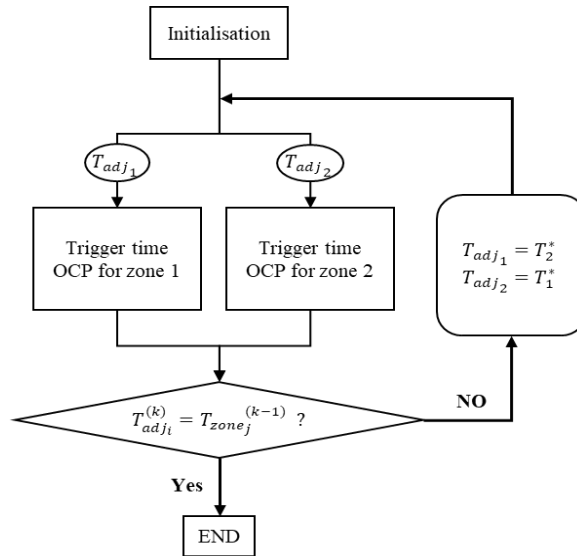 Initialisation
T_{adj_1}
T_{adj_2}
Trigger time
OCP for zone 1
Trigger time
OCP for zone 2
T_{adj_1} = T_2^*
T_{adj_2} = T_1^*
T_{adj_i}^{(k)} = T_{zone_j}^{(k-1)} ?
NO
Yes
END